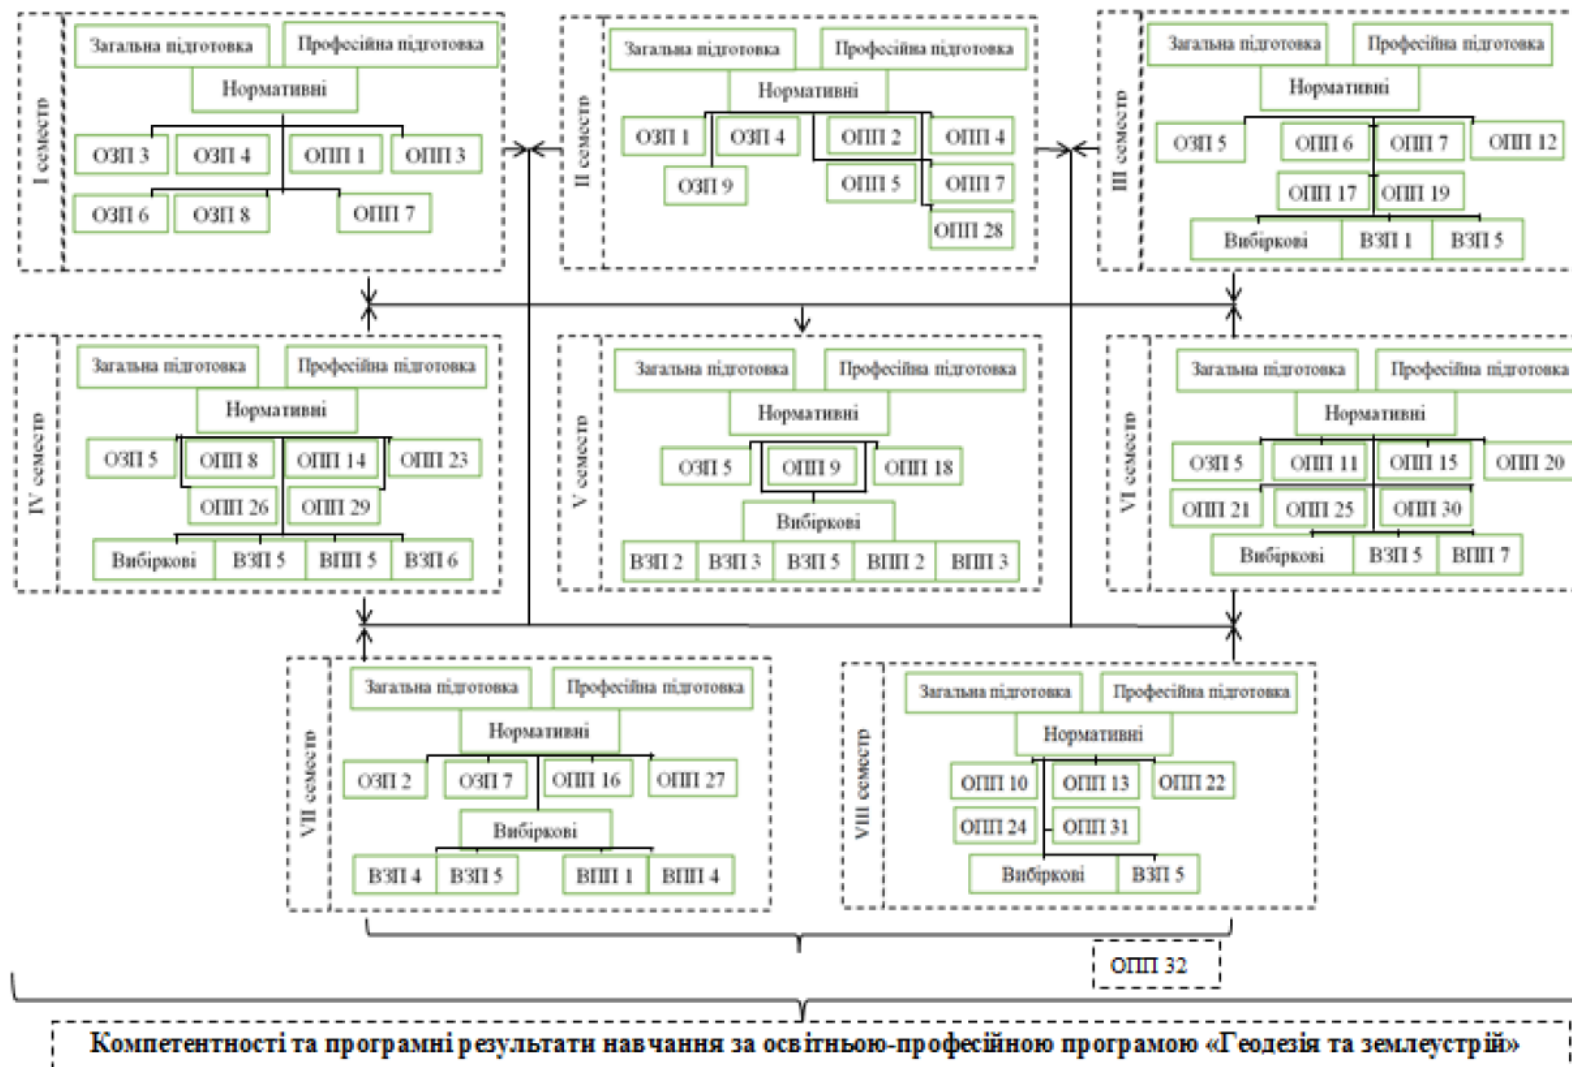 I семестр
Загальна підготовка Професійна підготовка
Нормативні
ОЗП 3 ОЗП 4 ОПП 1 ОПП 3
ОЗП 6 ОЗП 8 ОПП 7
II семестр
Загальна підготовка Професійна підготовка
Нормативні
ОЗП 1 ОЗП 4 ОПП 2 ОПП 4
ОЗП 9 ОПП 5 ОПП 7
ОПП 28
III семестр
Загальна підготовка Професійна підготовка
Нормативні
ОЗП 5 ОПП 6 ОПП 7 ОПП 12
ОПП 17 ОПП 19
Вибіркові ВЗП 1 ВЗП 5
IV семестр
Загальна підготовка Професійна підготовка
Нормативні
ОЗП 5 ОПП 8 ОПП 14 ОПП 23
ОПП 26 ОПП 29
Вибіркові ВЗП 5 ВПП 5 ВЗП 6
V семестр
Загальна підготовка Професійна підготовка
Нормативні
ОЗП 5 ОПП 9 ОПП 18
Вибіркові
ВЗП 2 ВЗП 3 ВЗП 5 ВПП 2 ВПП 3
VI семестр
Загальна підготовка Професійна підготовка
Нормативні
ОЗП 5 ОПП 11 ОПП 15 ОПП 20
ОПП 21 ОПП 25 ОПП 30
Вибіркові ВЗП 5 ВПП 7
VII семестр
Загальна підготовка Професійна підготовка
Нормативні
ОЗП 2 ОЗП 7 ОПП 16 ОПП 27
Вибіркові
ВЗП 4 ВЗП 5 ВПП 1 ВПП 4
VIII семестр
Загальна підготовка Професійна підготовка
Нормативні
ОПП 10 ОПП 13 ОПП 22
ОПП 24 ОПП 31
Вибіркові ВЗП 5
ОПП 32
Компетентності та програмні результати навчання за освітньою-професійною програмою «Геодезія та землеустрій»